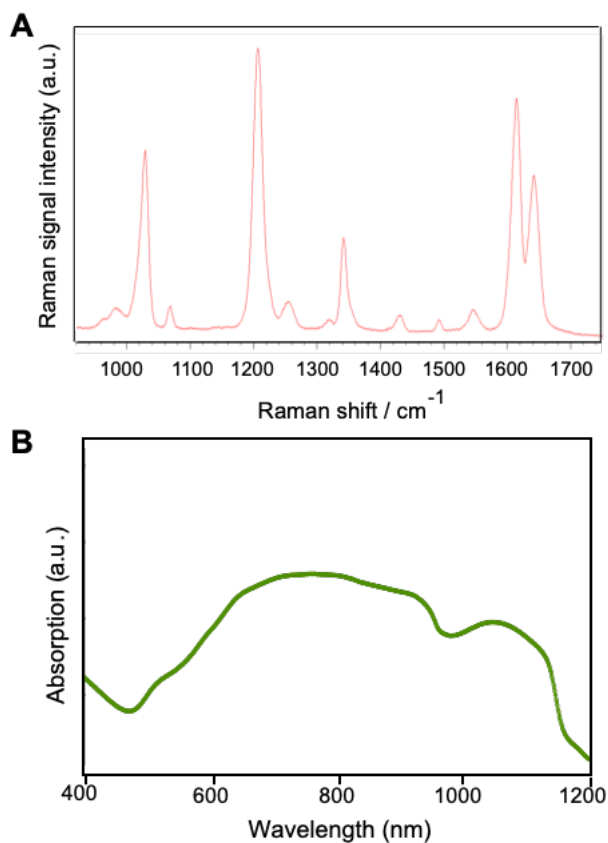 A
Raman signal intensity (a.u.)
1000 1100 1200 1300 1400 1500 1600 1700
Raman shift / cm⁻¹
B
Absorption (a.u.)
400 600 800 1000 1200
Wavelength (nm)